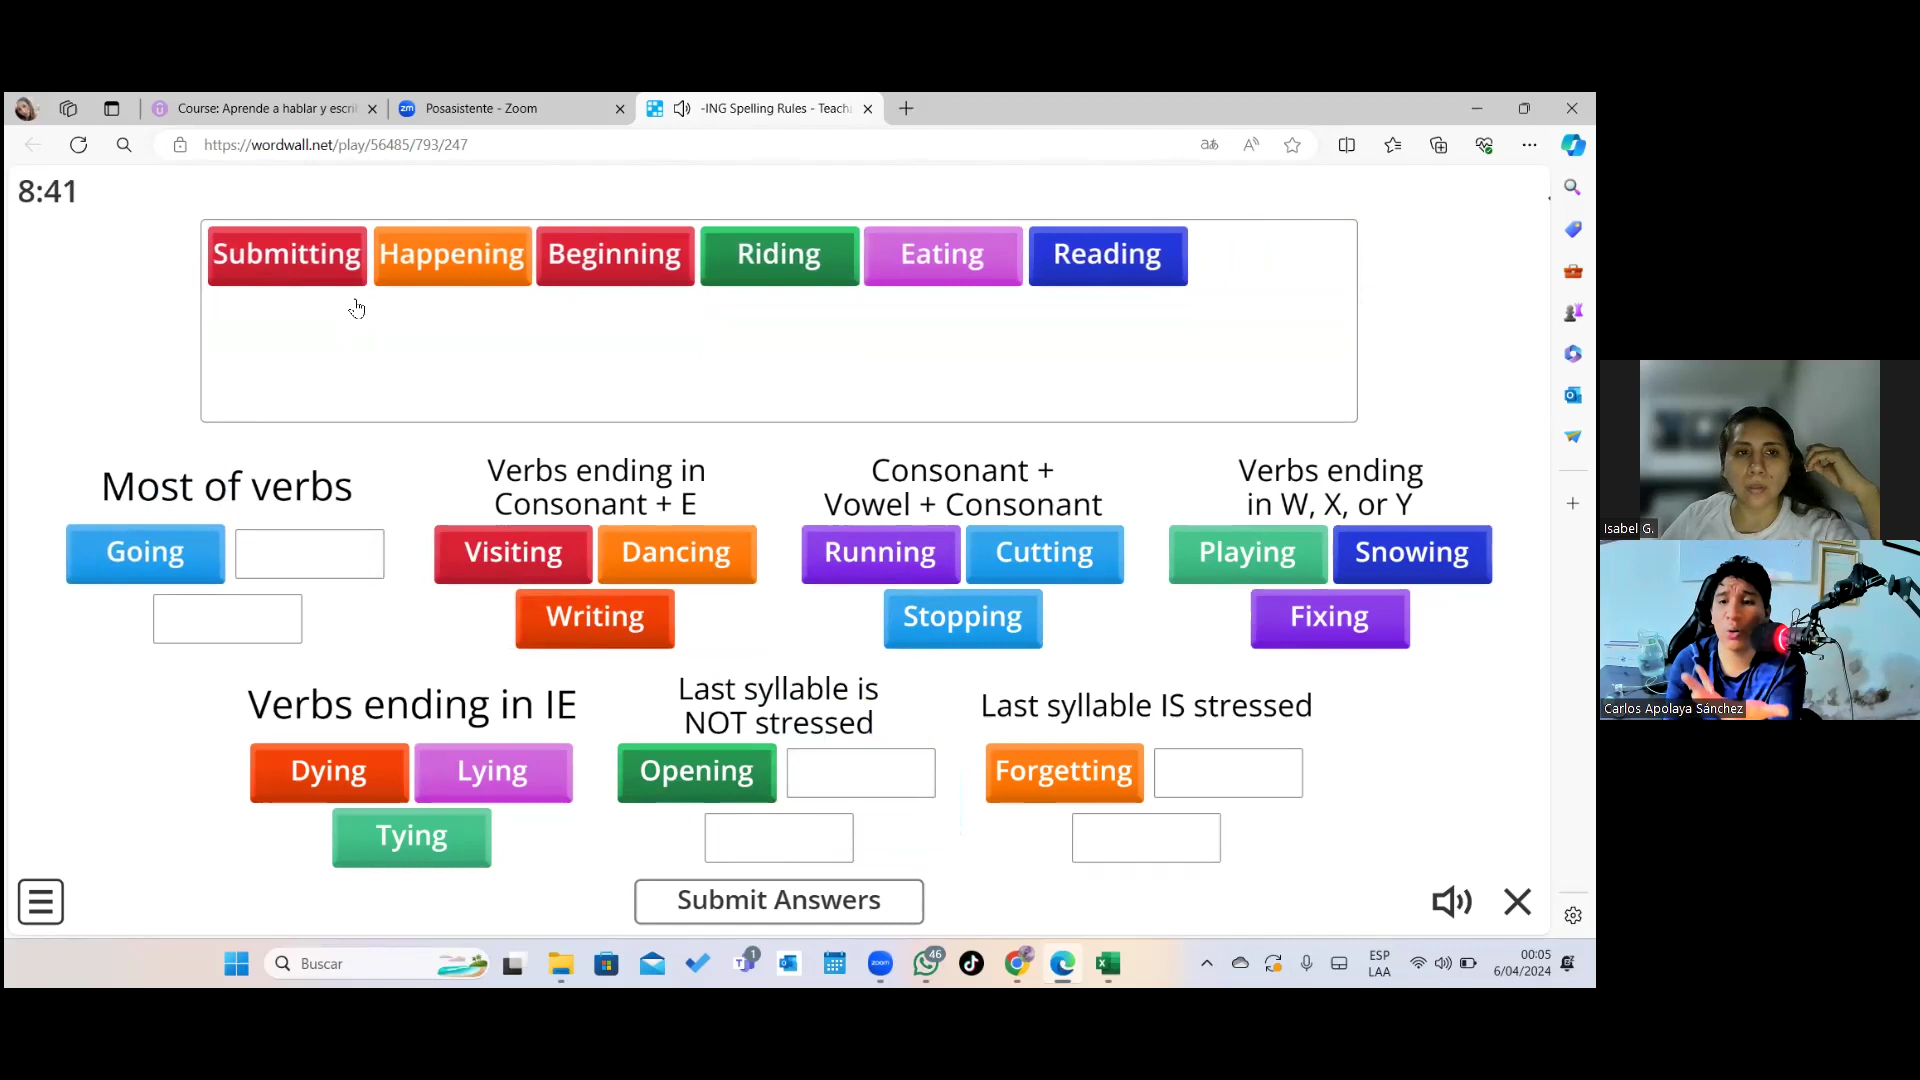 Course: Aprende a hablar y escri
Posasistente - Zoom
-ING Spelling Rules - Teach
https://wordwall.net/play/56485/793/247
8:41
Submitting Happening Beginning Riding Eating Reading
Most of verbs
Going
Verbs ending in
Consonant + E
Visiting Dancing
Writing
Consonant +
Vowel + Consonant
Running Cutting
Stopping
Verbs ending
in W, X, or Y
Playing Snowing
Fixing
Verbs ending in IE
Dying Lying
Tying
Last syllable is
NOT stressed
Opening
Last syllable IS stressed
Forgetting
Submit Answers
Isabel G.
Carlos Apolaya Sánchez
Buscar
1
zoom
46
ESP
LAA
00:05
6/04/2024